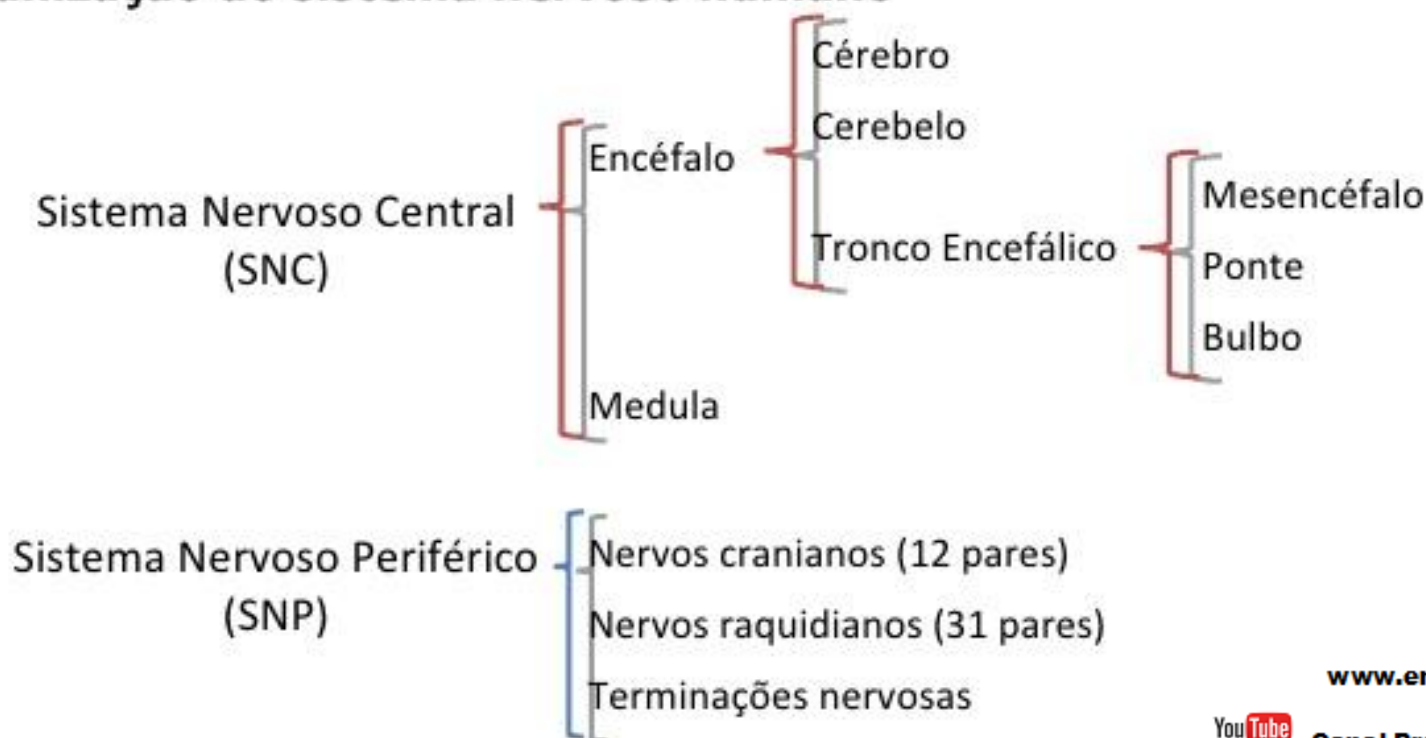 Cérebro
Cerebelo
Encéfalo
Mesencéfalo
Sistema Nervoso Central
(SNC)
Tronco Encefálico
Ponte
Bulbo
Medula
Sistema Nervoso Periférico
(SNP)
Nervos cranianos (12 pares)
Nervos raquidianos (31 pares)
Terminações nervosas
YouTube